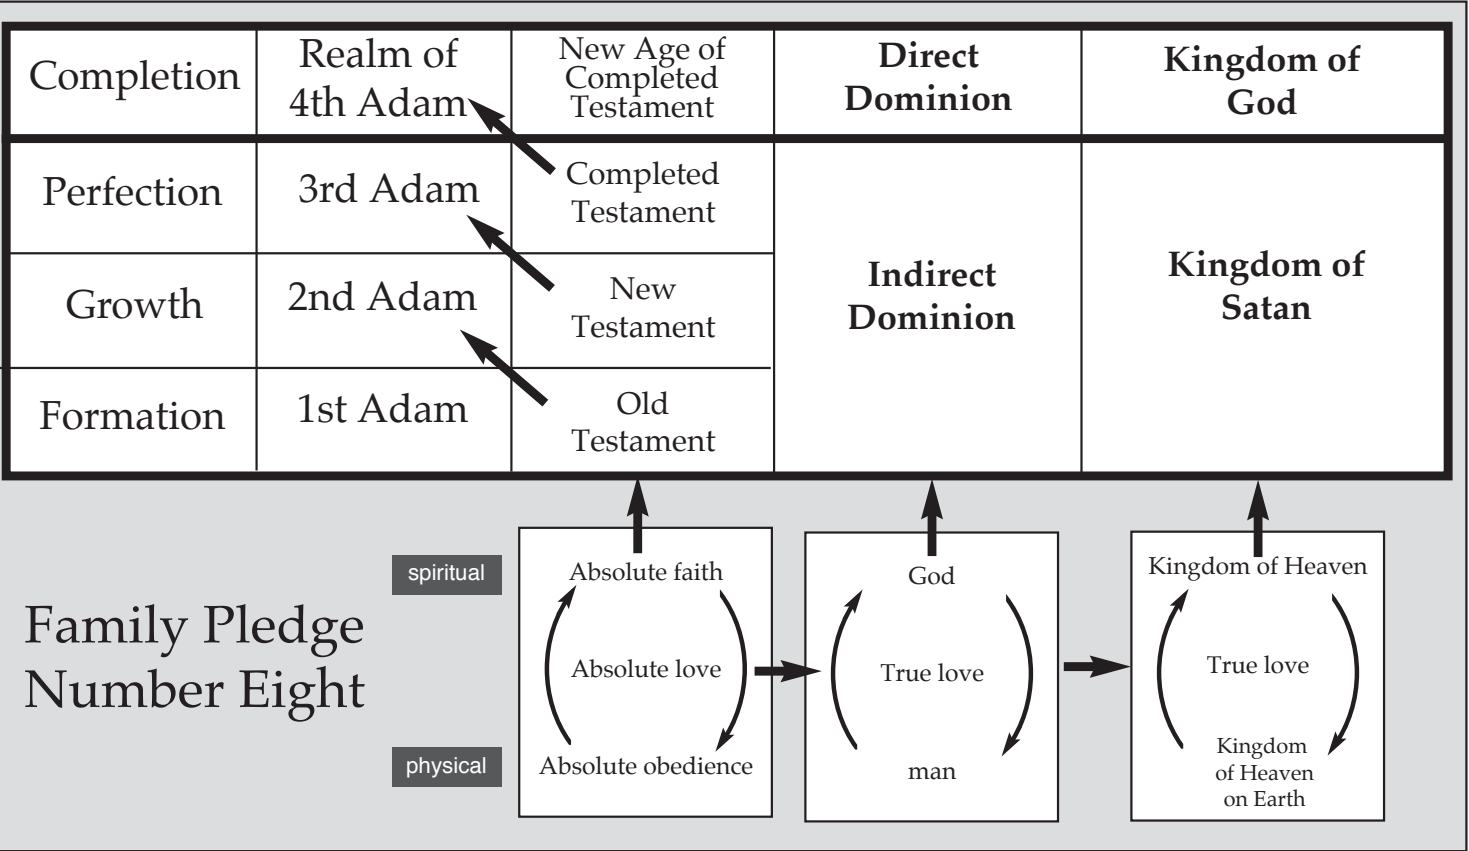 Completion
Realm of
4th Adam
New Age of
Completed
Testament
Direct
Dominion
Kingdom of
God
Perfection
3rd Adam
Completed
Testament
Growth
2nd Adam
New
Testament
Indirect
Dominion
Kingdom of
Satan
Formation
1st Adam
Old
Testament
Family Pledge
Number Eight
spiritual
physical
Absolute faith
Absolute love
Absolute obedience
God
True love
man
Kingdom of Heaven
True love
Kingdom
of Heaven
on Earth